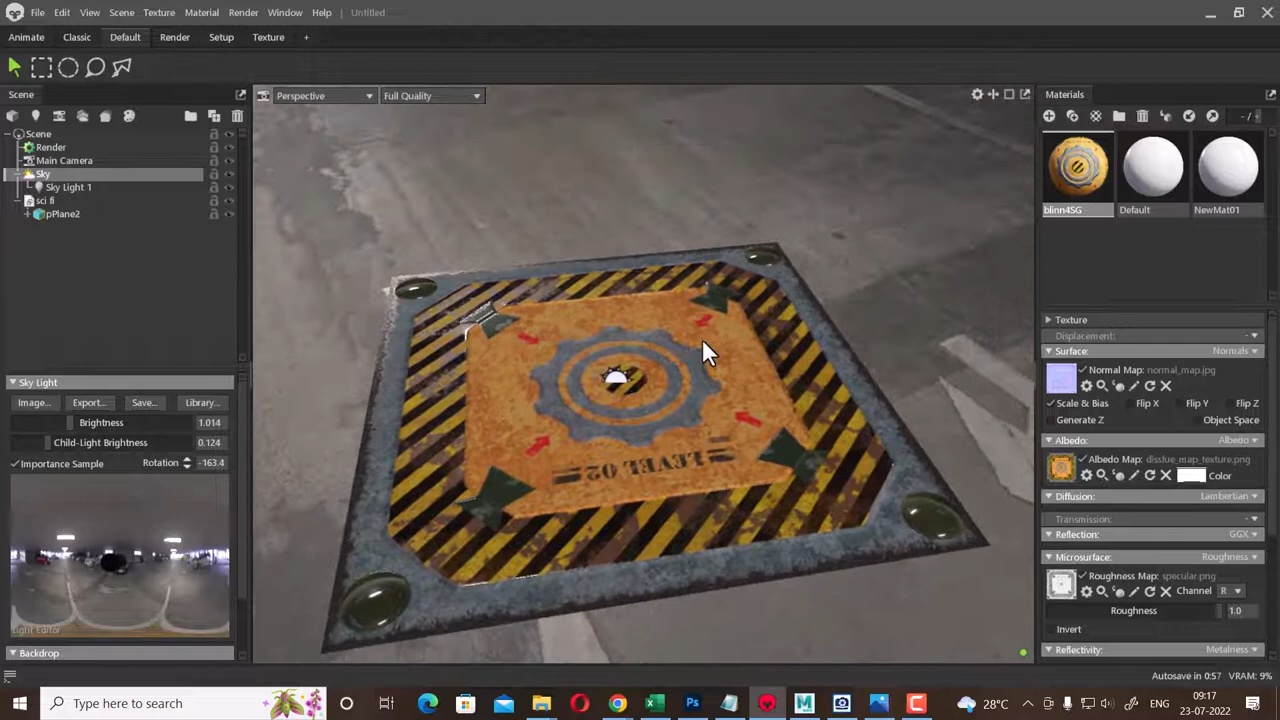 File Edit View Scene Texture Material Render Window Help Untitled
Animate Classic Default Render Setup Texture +
Scene
Perspective
Full Quality
Materials
Scene
Render
Main Camera
Sky
Sky Light 1
sci fi
pPlane2
blinn4SG
Default
NewMat01
Texture
Displacement:
Surface: Normals
Normal Map: normal_map.jpg
Scale & Bias Flip X Flip Y Flip Z
Generate Z Object Space
Albedo: Albedo
Albedo Map: disslue_map_texture.png
Color
Diffusion: Lambertian
Transmission:
Reflection: GGX
Microsurface: Roughness
Roughness Map: specular.png
Channel R
Roughness 1.0
Invert
Reflectivity: Metalness
LEVEL 02
Sky Light
Image... Export... Save... Library...
Brightness 1.014
Child-Light Brightness 0.124
Importance Sample Rotation -163.4
Light Editor
Backdrop
Autosave in 0:57 VRAM: 9%
Type here to search
28°C
ENG
09:17
23-07-2022